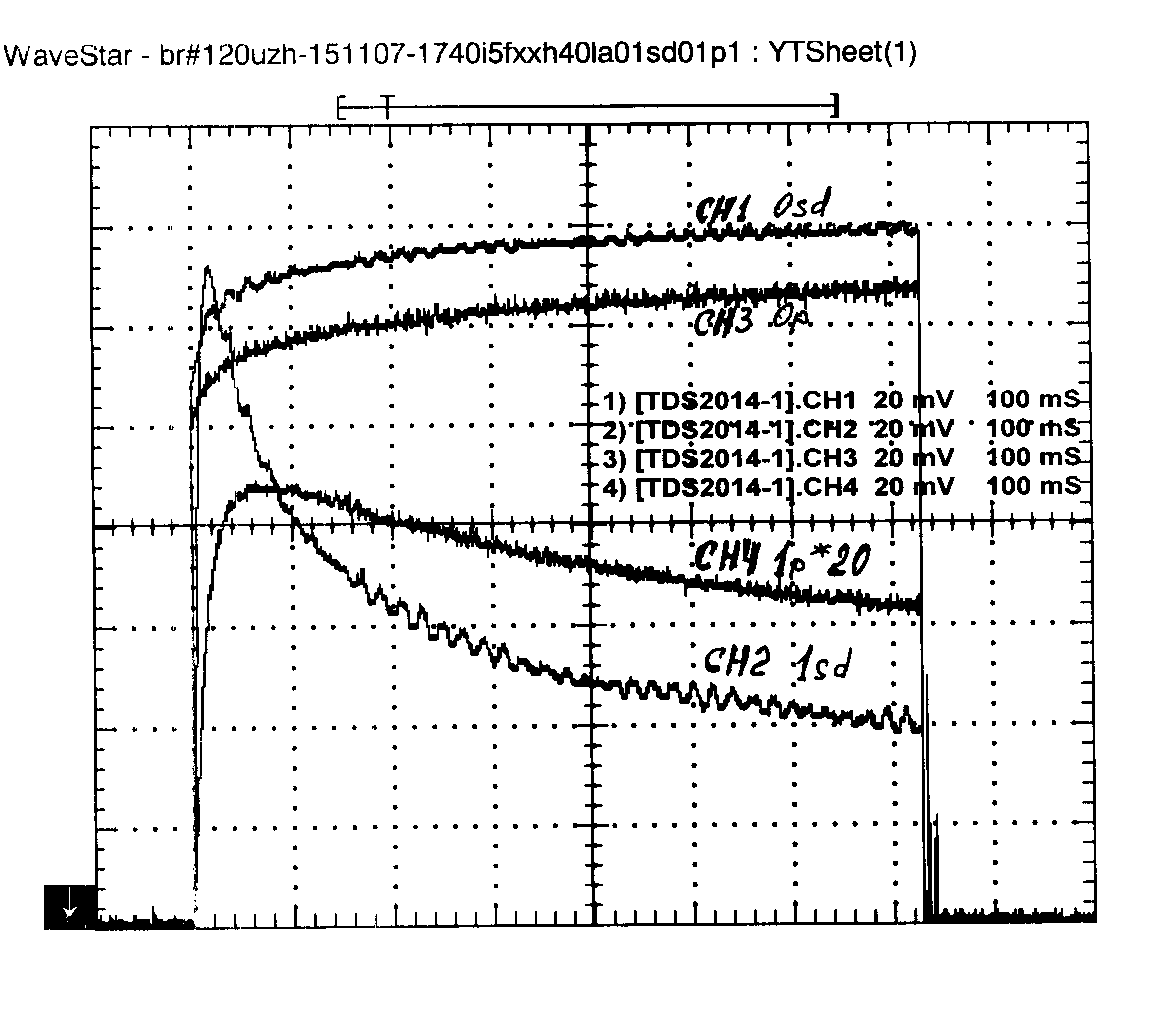 WaveStar - br#120uzh-151107-1740i5fxxh40la01sd01p1 : YTSheet(1)
CH1 0sd
CH3 0p
1) [TDS2014-1].CH1 20 mV 100 mS
2) [TDS2014-1].CH2 20 mV 100 mS
3) [TDS2014-1].CH3 20 mV 100 mS
4) [TDS2014-1].CH4 20 mV 100 mS
CH4 1p*20
CH2 1sd